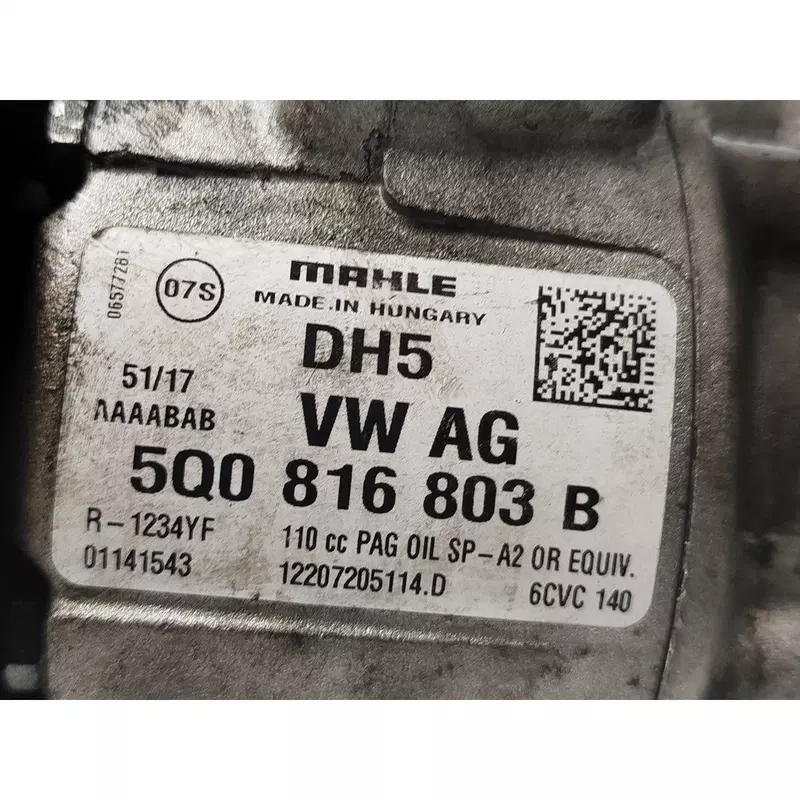 06577281
07S
MAHLE
MADE.IN HUNGARY
DH5
51/17
AAAABAB
VW AG
5Q0 816 803 B
R-1234YF
110 cc PAG OIL SP-A2 OR EQUIV.
01141543
12207205114.D
6CVC 140